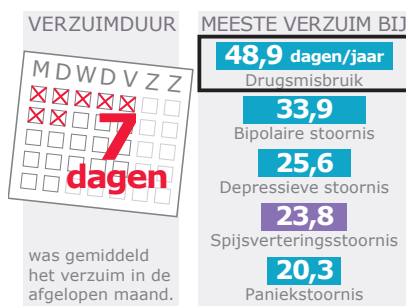 VERZUIMDUUR
M D W D V Z Z
7
dagen
was gemiddeld
het verzuim in de
afgelopen maand.
MEESTE VERZUIM BIJ
48,9 dagen/jaar
Drugsmisbruik
33,9
Bipolaire stoornis
25,6
Depressieve stoornis
23,8
Spijsverteringsstoornis
20,3
Paniekstoornis